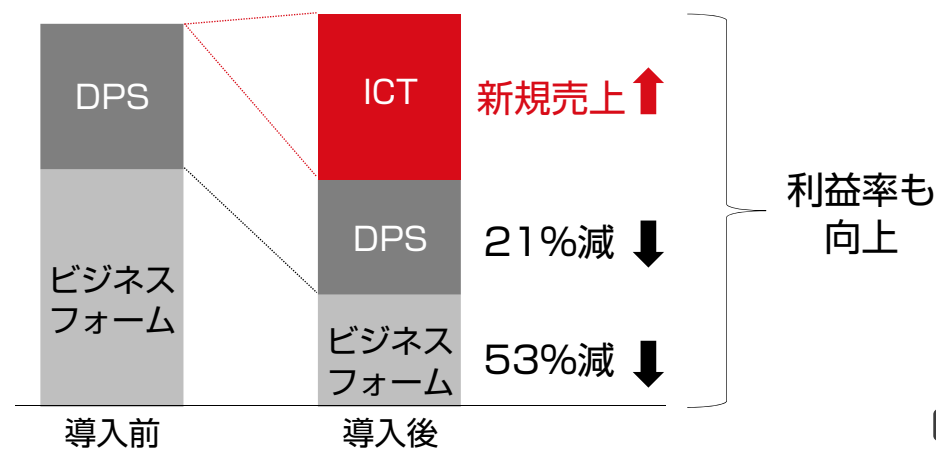 DPS
ビジネス
フォーム
導入前
ICT
DPS
ビジネス
フォーム
導入後
新規売上
21%減
53%減
利益率も
向上